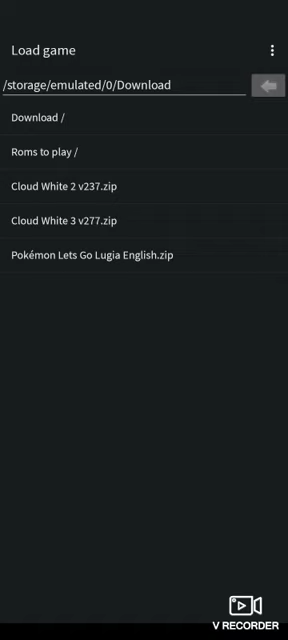 Load game
/storage/emulated/0/Download
Download /
Roms to play /
Cloud White 2 v237.zip
Cloud White 3 v277.zip
Pokémon Lets Go Lugia English.zip
V RECORDER